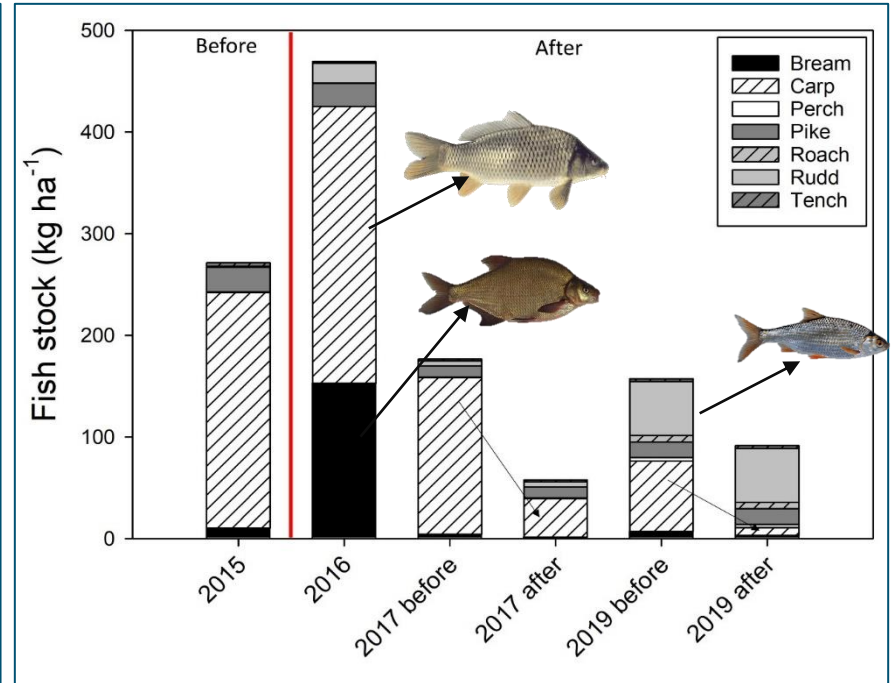 Before
After
Bream
Carp
Perch
Pike
Roach
Rudd
Tench
Fish stock (kg ha⁻¹)
500
400
300
200
100
0
2015
2016
2017 before
2017 after
2019 before
2019 after